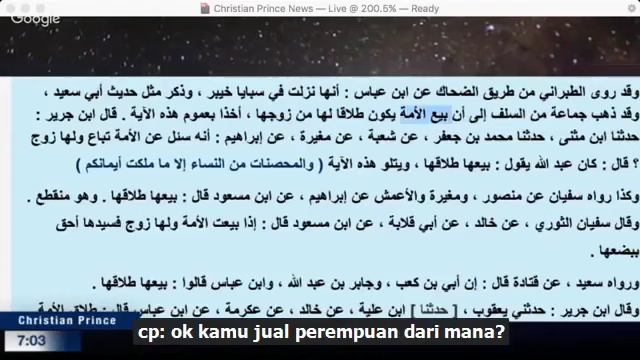 Christian Prince News — Live @ 200.5% — Ready
Google
وقد روى الطبراني من طريق الضحاك عن ابن عباس : أنها نزلت في سبايا خيبر ، وذكر مثل حديث أبي سعيد ،
وقد ذهب جماعة من السلف إلى أن بيع الأمة يكون طلاقا لها من زوجها ، أخذا بعموم هذه الآية . قال ابن جرير :
حدثنا ابن مثنى ، حدثنا محمد بن جعفر ، عن شعبة ، عن مغيرة ، عن إبراهيم : أنه سئل عن الأمة تباع ولها زوج
؟ قال : كان عبد الله يقول : بيعها طلاقها ، ويتلو هذه الآية ( والمحصنات من النساء إلا ما ملكت أيمانكم )
وكذا رواه سفيان عن منصور ، ومغيرة والأعمش عن إبراهيم ، عن ابن مسعود قال : بيعها طلاقها . وهو منقطع .
وقال سفيان الثوري ، عن خالد ، عن أبي قلابة ، عن ابن مسعود قال : إذا بيعت الأمة ولها زوج فسيدها أحق
ببضعها .
ورواه سعيد ، عن قتادة قال : إن أبي بن كعب ، وجابر بن عبد الله ، وابن عباس قالوا : بيعها طلاقها .
وقال ابن جرير : حدثني يعقوب ، [ حدثنا ] ابن علية ، عن خالد ، عن عكرمة ، عن ابن عباس قال : طلاق الأمة
Christian Prince
7:03
cp: ok kamu jual perempuan dari mana?